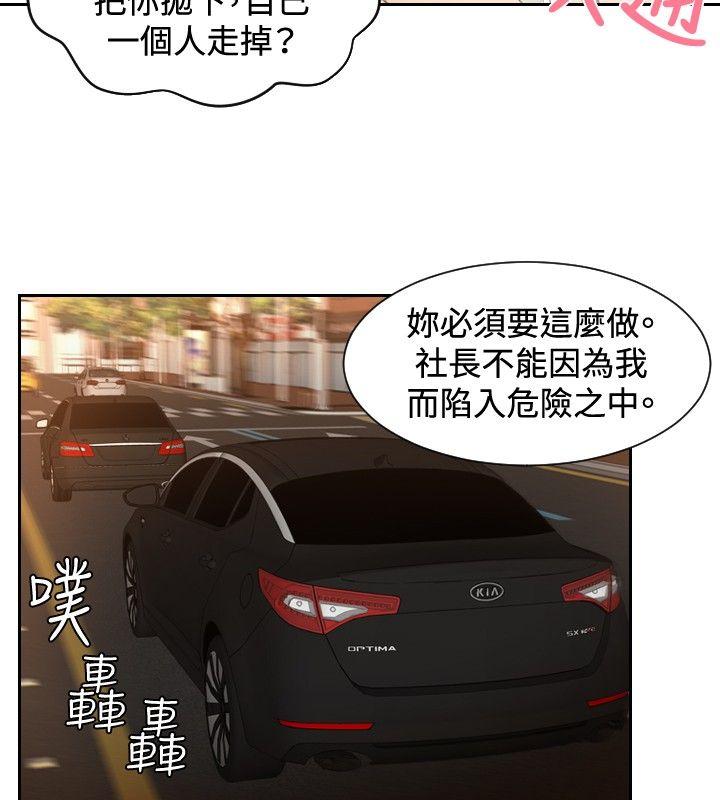 把你拋下，自己
一個人走掉？
通
妳必須要這麼做。
社長不能因為我
而陷入危險之中。
KIA
OPTIMA
SX
噗
轟
轟